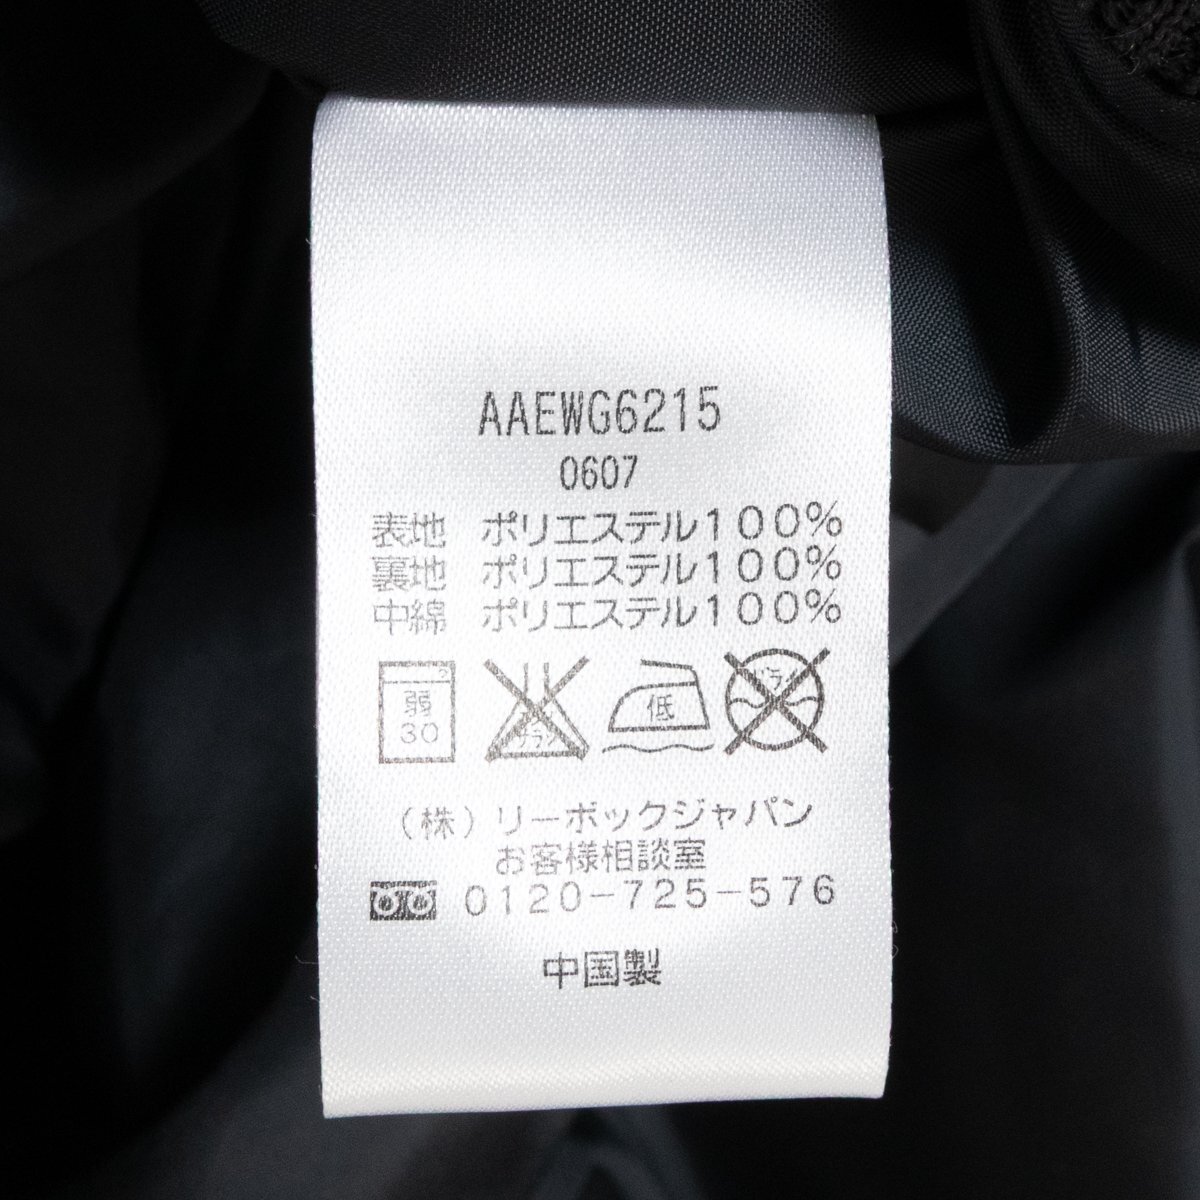 AAEWG6215
0607
表地 ポリエステル100%
裏地 ポリエステル100%
中綿 ポリエステル100%
弱 30 低 ドライ
(株)リーボックジャパン
お客様相談室
0120-725-576
中国製